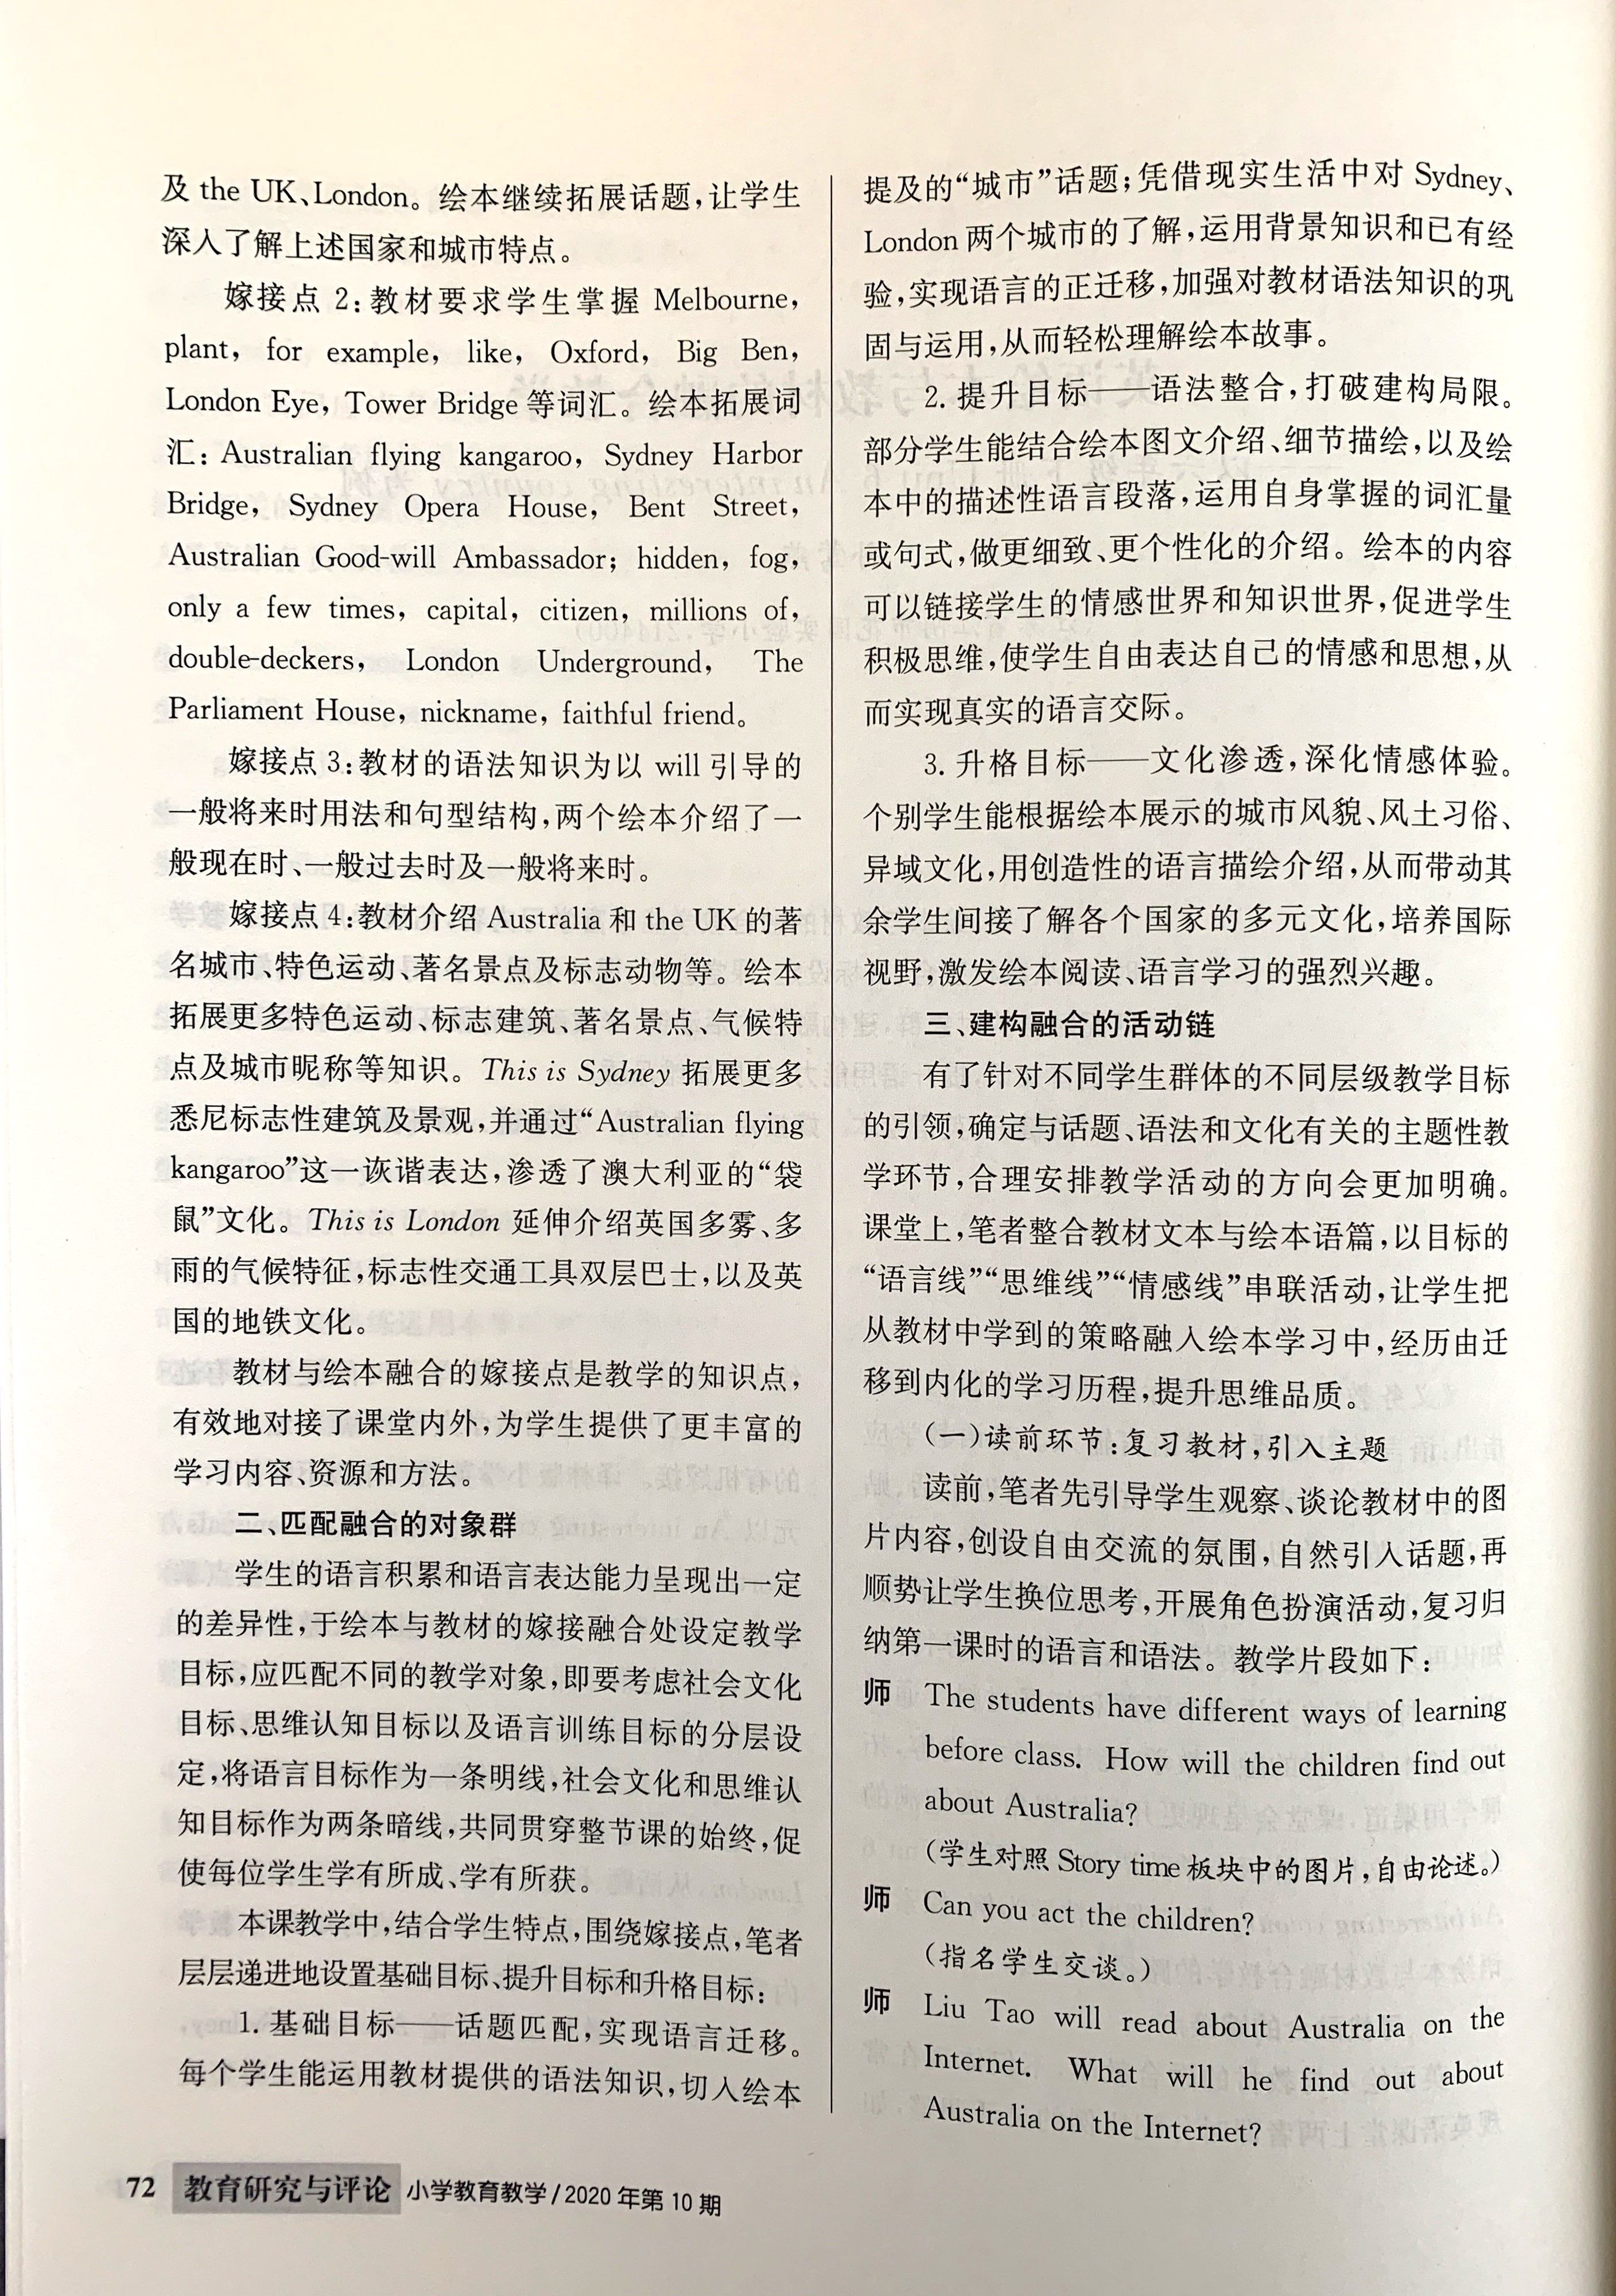 及 the UK、London。绘本继续拓展话题,让学生
深入了解上述国家和城市特点。
嫁接点 2:教材要求学生掌握 Melbourne,
plant, for example, like, Oxford, Big Ben,
London Eye, Tower Bridge 等词汇。绘本拓展词
汇: Australian flying kangaroo, Sydney Harbor
Bridge, Sydney Opera House, Bent Street,
Australian Good-will Ambassador; hidden, fog,
only a few times, capital, citizen, millions of,
double-deckers, London Underground, The
Parliament House, nickname, faithful friend。
嫁接点 3:教材的语法知识为以 will 引导的
一般将来时用法和句型结构,两个绘本介绍了一
般现在时、一般过去时及一般将来时。
嫁接点 4:教材介绍 Australia 和 the UK 的著
名城市、特色运动、著名景点及标志动物等。绘本
拓展更多特色运动、标志建筑、著名景点、气候特
点及城市昵称等知识。This is Sydney 拓展更多
悉尼标志性建筑及景观,并通过“Australian flying
kangaroo”这一诙谐表达,渗透了澳大利亚的“袋
鼠”文化。This is London 延伸介绍英国多雾、多
雨的气候特征,标志性交通工具双层巴士,以及英
国的地铁文化。
教材与绘本融合的嫁接点是教学的知识点,
有效地对接了课堂内外,为学生提供了更丰富的
学习内容、资源和方法。
二、匹配融合的对象群
学生的语言积累和语言表达能力呈现出一定
的差异性,于绘本与教材的嫁接融合处设定教学
目标,应匹配不同的教学对象,即要考虑社会文化
目标、思维认知目标以及语言训练目标的分层设
定,将语言目标作为一条明线,社会文化和思维认
知目标作为两条暗线,共同贯穿整节课的始终,促
使每位学生学有所成、学有所获。
本课教学中,结合学生特点,围绕嫁接点,笔者
层层递进地设置基础目标、提升目标和升格目标:
1. 基础目标——话题匹配,实现语言迁移。
每个学生能运用教材提供的语法知识,切入绘本
提及的“城市”话题;凭借现实生活中对 Sydney、
London 两个城市的了解,运用背景知识和已有经
验,实现语言的正迁移,加强对教材语法知识的巩
固与运用,从而轻松理解绘本故事。
2. 提升目标——语法整合,打破建构局限。
部分学生能结合绘本图文介绍、细节描绘,以及绘
本中的描述性语言段落,运用自身掌握的词汇量
或句式,做更细致、更个性化的介绍。绘本的内容
可以链接学生的情感世界和知识世界,促进学生
积极思维,使学生自由表达自己的情感和思想,从
而实现真实的语言交际。
3. 升格目标——文化渗透,深化情感体验。
个别学生能根据绘本展示的城市风貌、风土习俗、
异域文化,用创造性的语言描绘介绍,从而带动其
余学生间接了解各个国家的多元文化,培养国际
视野,激发绘本阅读、语言学习的强烈兴趣。
三、建构融合的活动链
有了针对不同学生群体的不同层级教学目标
的引领,确定与话题、语法和文化有关的主题性教
学环节,合理安排教学活动的方向会更加明确。
课堂上,笔者整合教材文本与绘本语篇,以目标的
“语言线”“思维线”“情感线”串联活动,让学生把
从教材中学到的策略融入绘本学习中,经历由迁
移到内化的学习历程,提升思维品质。
(一)读前环节:复习教材,引入主题
读前,笔者先引导学生观察、谈论教材中的图
片内容,创设自由交流的氛围,自然引入话题,再
顺势让学生换位思考,开展角色扮演活动,复习归
纳第一课时的语言和语法。教学片段如下:
师 The students have different ways of learning
before class. How will the children find out
about Australia?
(学生对照 Story time 板块中的图片,自由论述。)
师 Can you act the children?
(指名学生交谈。)
师 Liu Tao will read about Australia on the
Internet. What will he find out about
Australia on the Internet?
72 教育研究与评论 小学教育教学/2020 年第 10 期